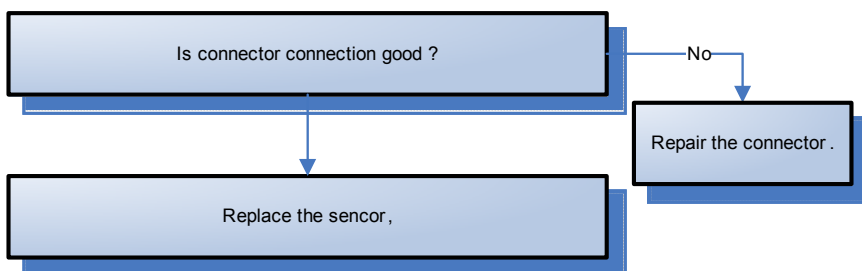 Is connector connection good ?
No
Repair the connector .
Replace the sencor,